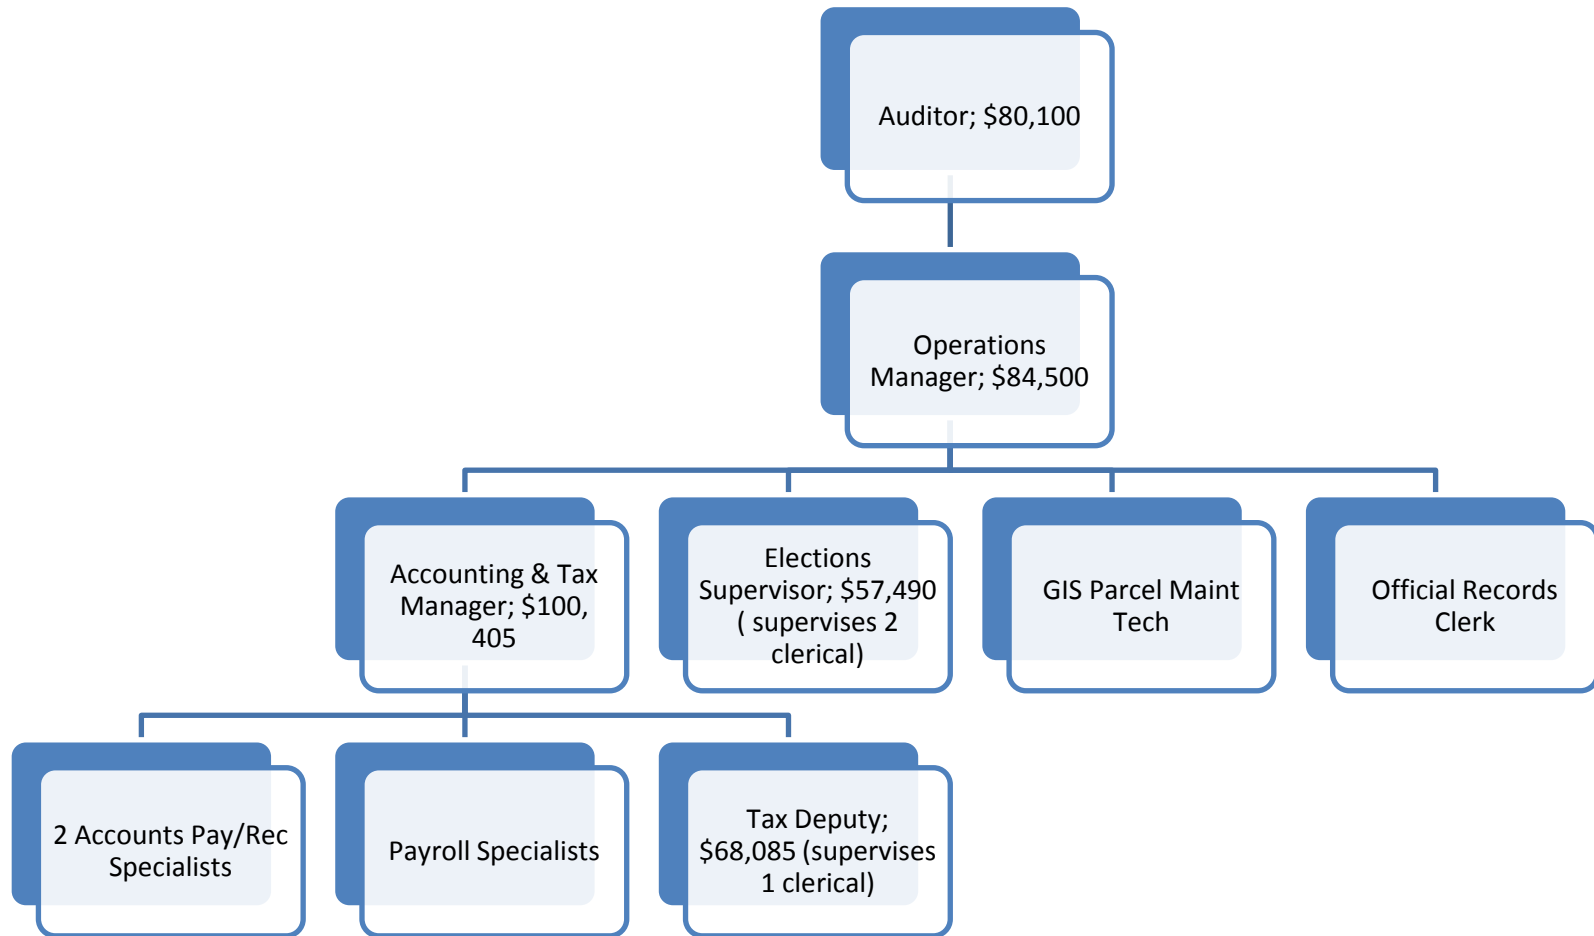 Auditor; $80,100
Operations
Manager; $84,500
Accounting & Tax
Manager; $100,
405
Elections
Supervisor; $57,490
( supervises 2
clerical)
GIS Parcel Maint
Tech
Official Records
Clerk
2 Accounts Pay/Rec
Specialists
Payroll Specialists
Tax Deputy;
$68,085 (supervises
1 clerical)